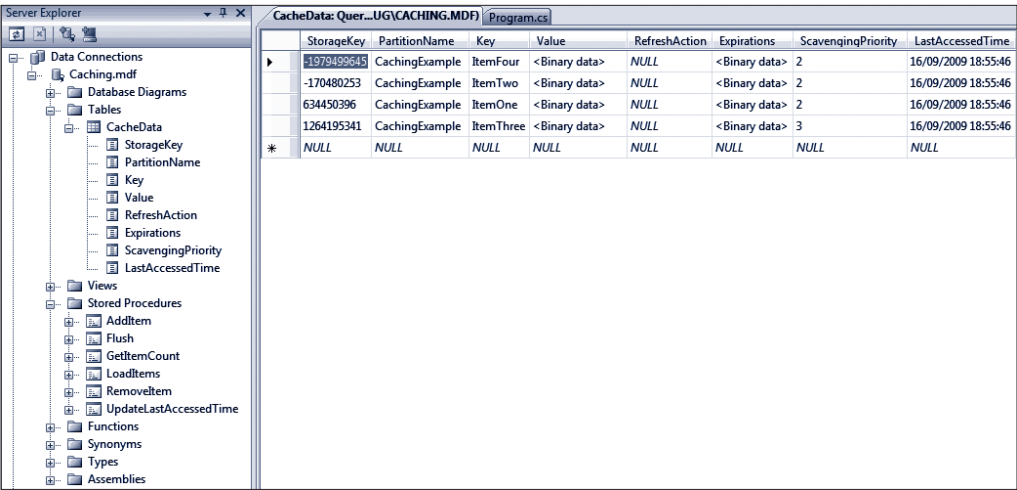 Server Explorer
Data Connections
Caching.mdf
Database Diagrams
Tables
CacheData
StorageKey
PartitionName
Key
Value
RefreshAction
Expirations
ScavengingPriority
LastAccessedTime
Views
Stored Procedures
AddItem
Flush
GetItemCount
LoadItems
RemoveItem
UpdateLastAccessedTime
Functions
Synonyms
Types
Assemblies
CacheData: Quer...UG\CACHING.MDF) Program.cs
StorageKey PartitionName Key Value RefreshAction Expirations ScavengingPriority LastAccessedTime
-1979499645 CachingExample ItemFour <Binary data> NULL <Binary data> 2 16/09/2009 18:55:46
-170480253 CachingExample ItemTwo <Binary data> NULL <Binary data> 2 16/09/2009 18:55:46
634450396 CachingExample ItemOne <Binary data> NULL <Binary data> 2 16/09/2009 18:55:46
1264195341 CachingExample ItemThree <Binary data> NULL <Binary data> 3 16/09/2009 18:55:46
NULL NULL NULL NULL NULL NULL NULL NULL